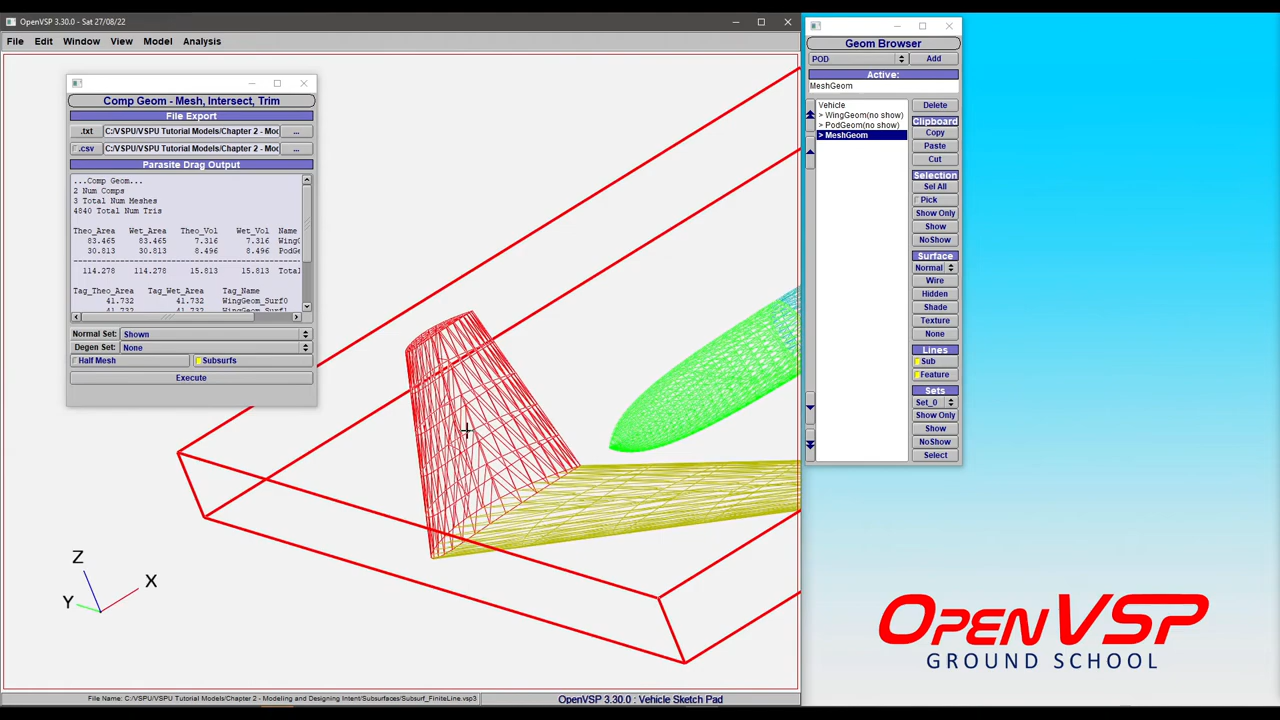 OpenVSP 3.30.0 - Sat 27/08/22
File Edit Window View Model Analysis
Comp Geom - Mesh, Intersect, Trim
File Export
.txt C:/VSPU/VSPU Tutorial Models/Chapter 2 - Moc ...
.csv C:/VSPU/VSPU Tutorial Models/Chapter 2 - Moc ...
Parasite Drag Output
...Comp Geom...
2 Num Comps
3 Total Num Meshes
4840 Total Num Tris
Theo_Area Wet_Area Theo_Vol Wet_Vol Name
83.465 83.465 7.316 7.316 WingG
30.813 30.813 8.496 8.496 PodGe
114.278 114.278 15.813 15.813 Total
Tag_Theo_Area Tag_Wet_Area Tag_Name
41.732 41.732 WingGeom_Surf0
41.732 41.732 WingGeom_Surf1
Normal Set: Shown
Degen Set: None
Half Mesh Subsurfs
Execute
Z
X
Y
File Name: C:/VSPU/VSPU Tutorial Models/Chapter 2 - Modeling and Designing Intent/Subsurfaces/Subsurf_FiniteLine.vsp3
OpenVSP 3.30.0 : Vehicle Sketch Pad
Geom Browser
POD Add
Active:
MeshGeom
Vehicle
> WingGeom(no show)
> PodGeom(no show)
> MeshGeom
Delete
Clipboard
Copy
Paste
Cut
Selection
Sel All
Pick
Show Only
Show
NoShow
Surface
Normal
Wire
Hidden
Shade
Texture
None
Lines
Sub
Feature
Sets
Set_0
Show Only
Show
NoShow
Select
OpenVSP
GROUND SCHOOL